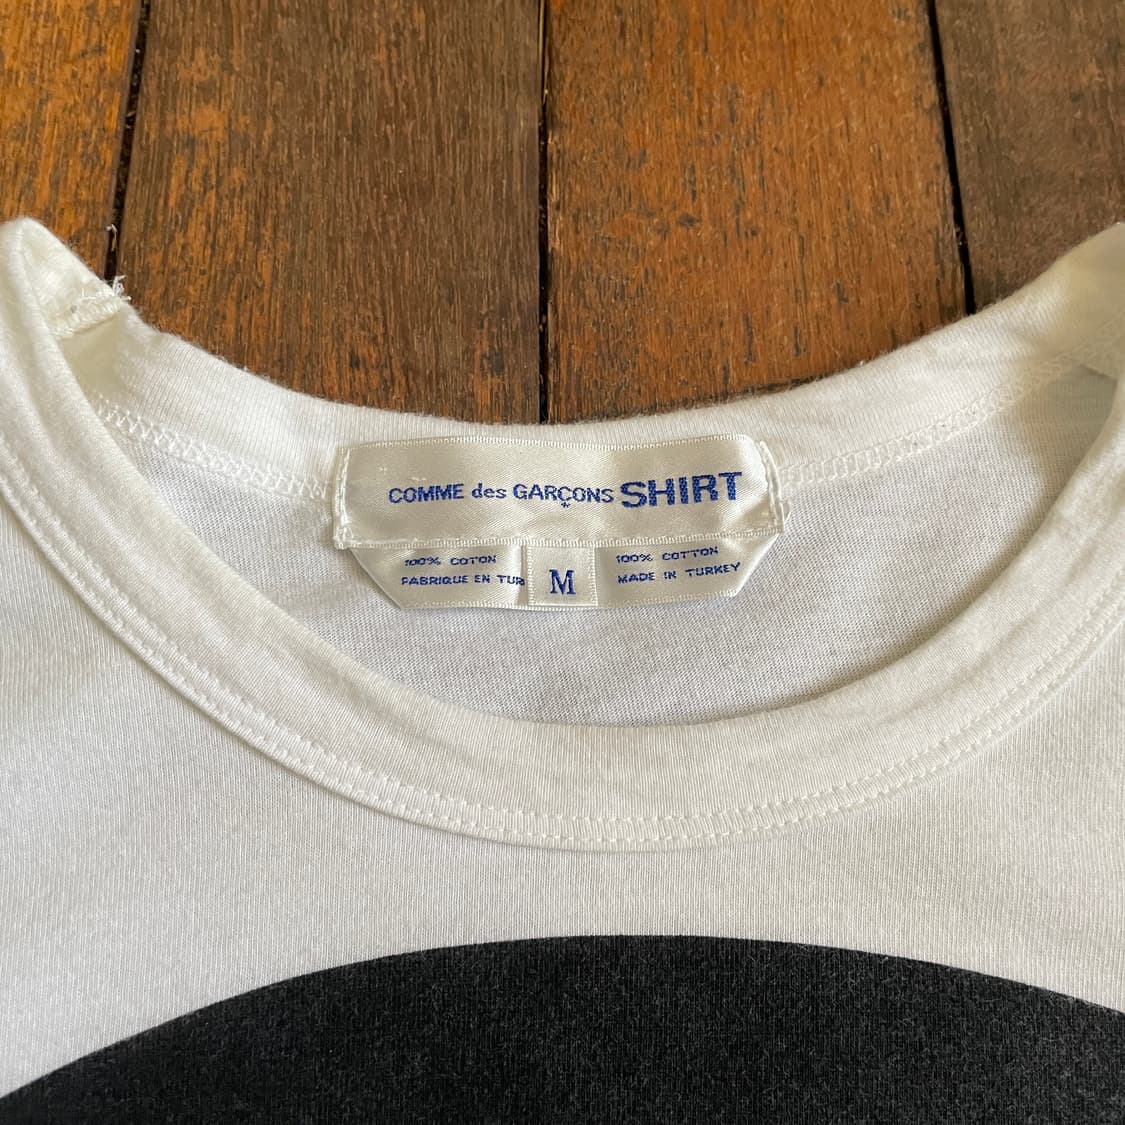 COMME des GARÇONS SHIRT
100% COTON
FABRIQUE EN TUR
M
100% COTTON
MADE IN TURKEY